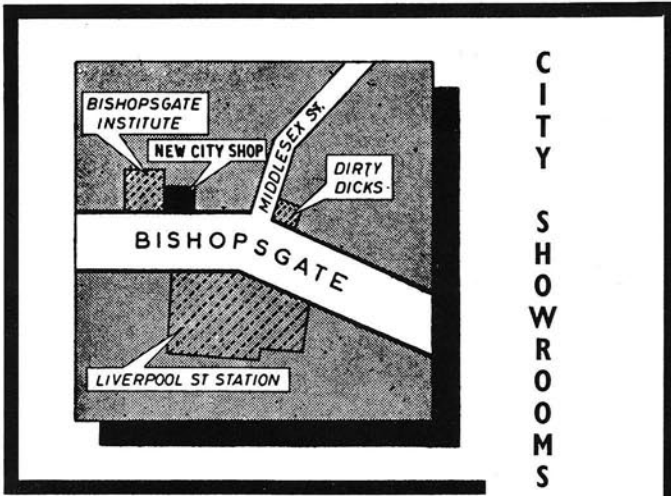 BISHOPSGATE
INSTITUTE
NEW CITY SHOP
MIDDLESEX ST.
DIRTY
DICKS
BISHOPSGATE
LIVERPOOL ST STATION
CITY SHOWROOMS